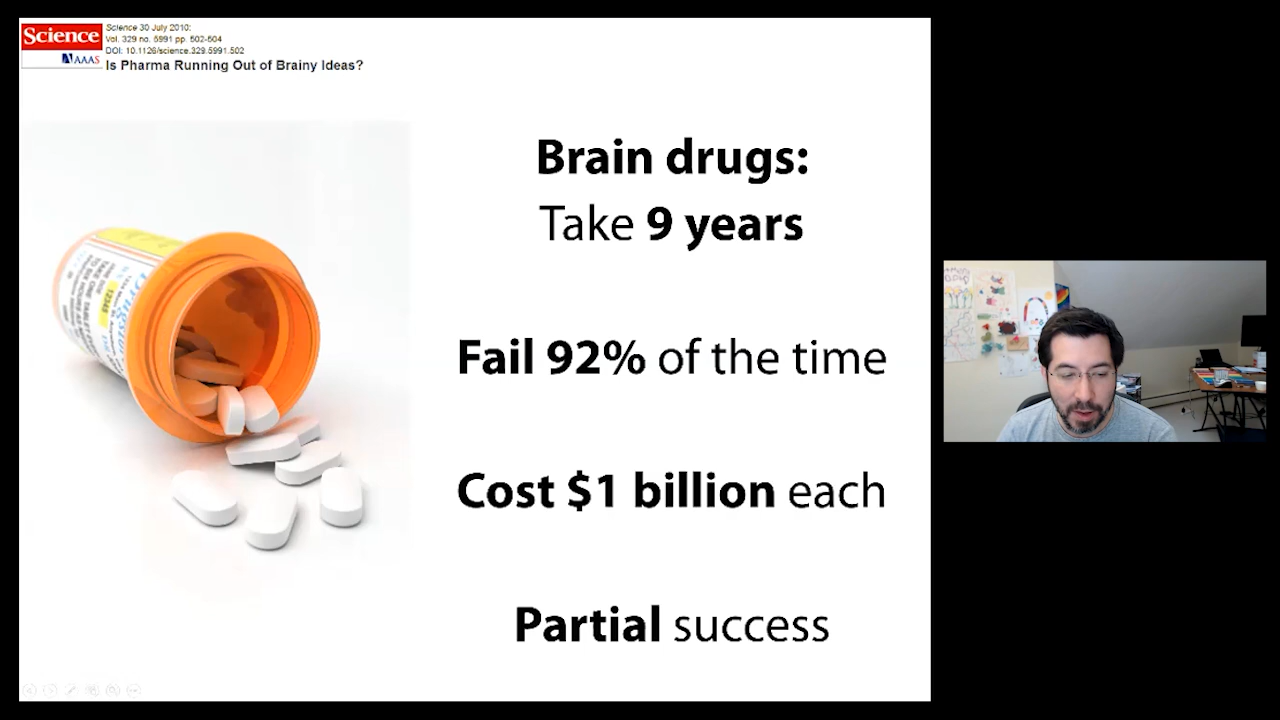 Science
AAAS
Science 30 July 2010:
Vol. 329 no. 5991 pp. 502-504
DOI: 10.1126/science.329.5991.502
Is Pharma Running Out of Brainy Ideas?
Brain drugs:
Take 9 years
Fail 92% of the time
Cost $1 billion each
Partial success
12345